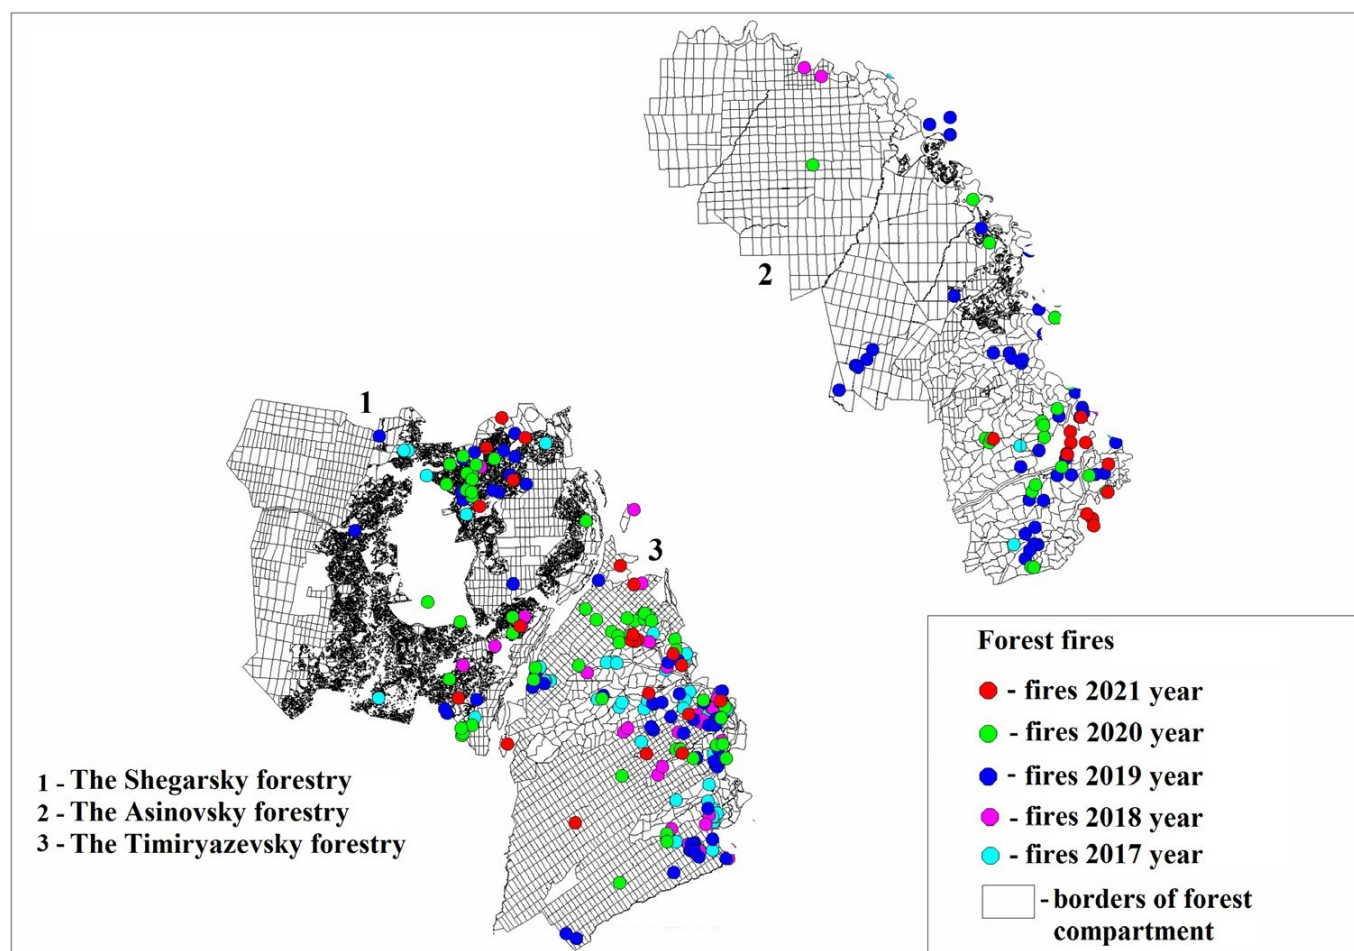 2
1
3
Forest fires
- fires 2021 year
- fires 2020 year
- fires 2019 year
- fires 2018 year
- fires 2017 year
- borders of forest
compartment
1 - The Shegarsky forestry
2 - The Asinovsky forestry
3 - The Timiryazevsky forestry